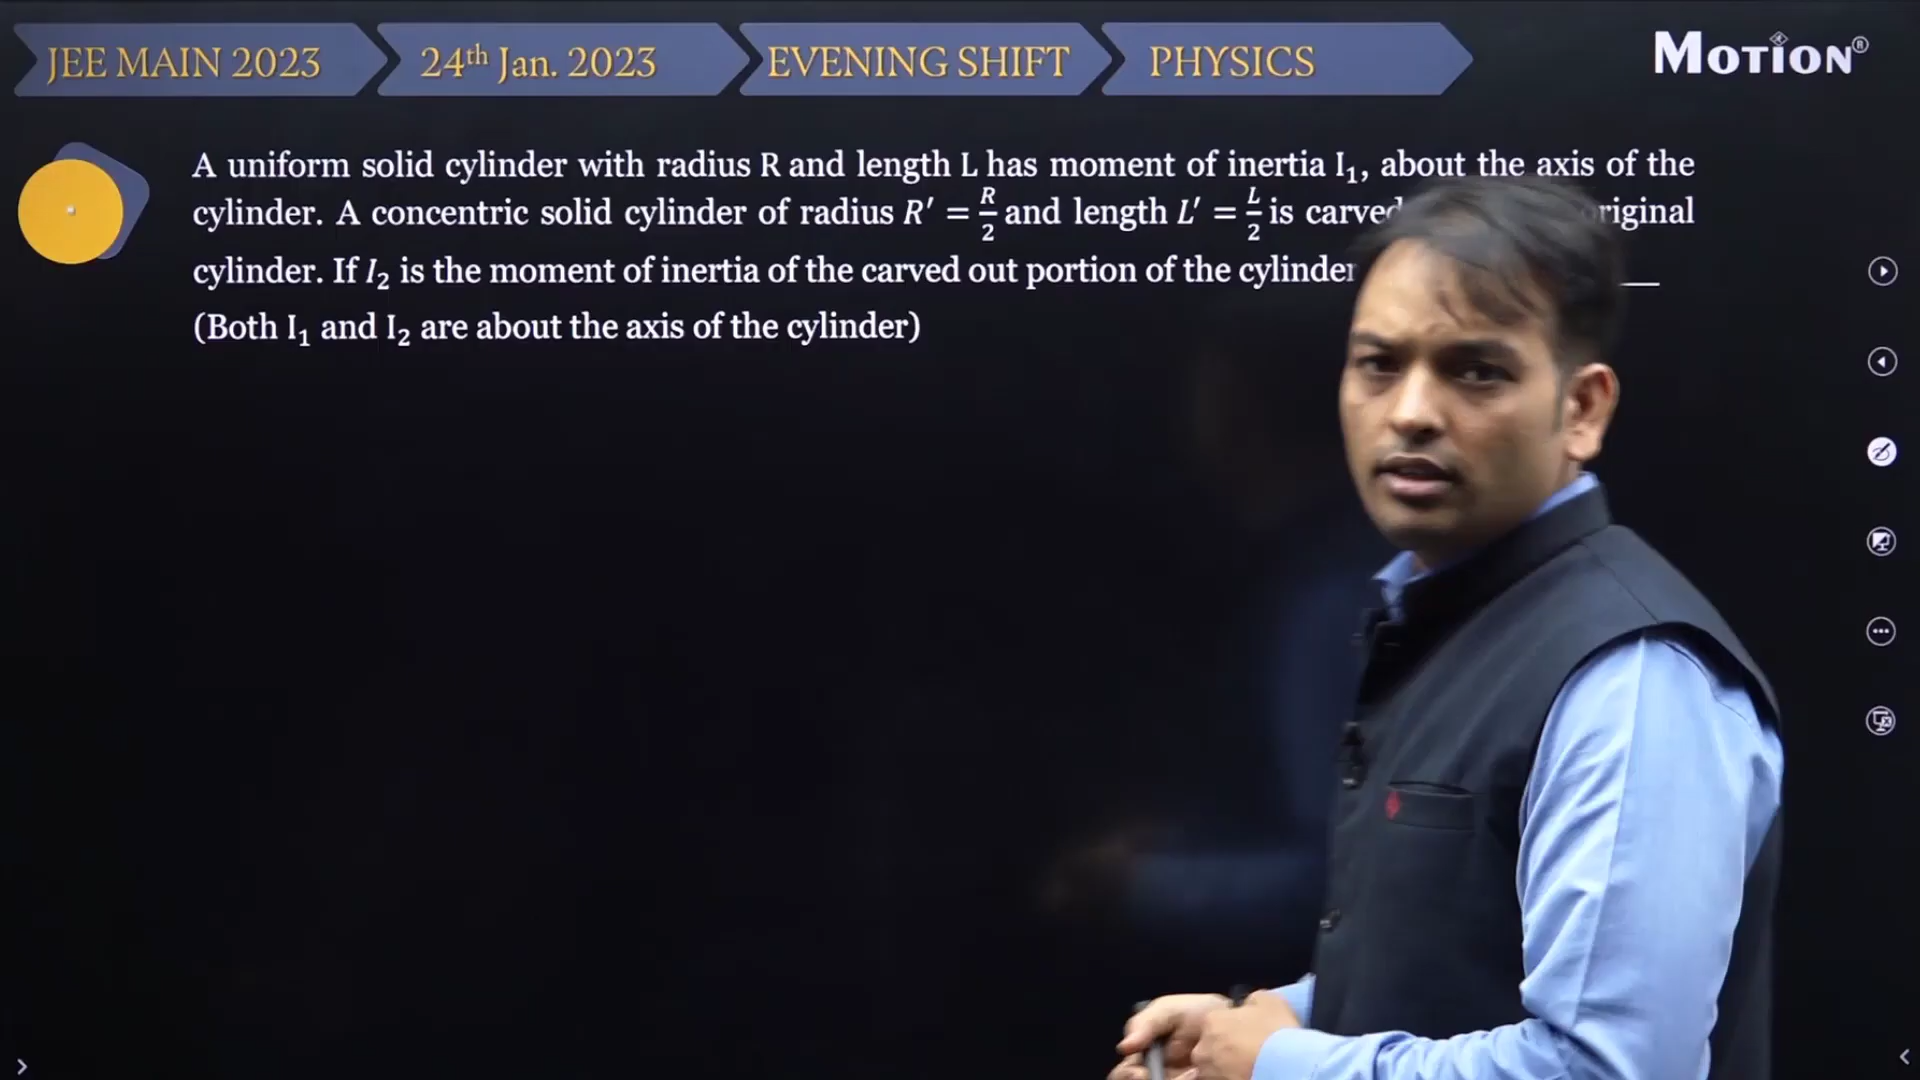 JEE MAIN 2023
24th Jan. 2023
EVENING SHIFT
PHYSICS
MOTION®
A uniform solid cylinder with radius R and length L has moment of inertia I₁, about the axis of the
cylinder. A concentric solid cylinder of radius R′ = R/2 and length L′ = L/2 is carved original
cylinder. If I₂ is the moment of inertia of the carved out portion of the cylinder __
(Both I₁ and I₂ are about the axis of the cylinder)